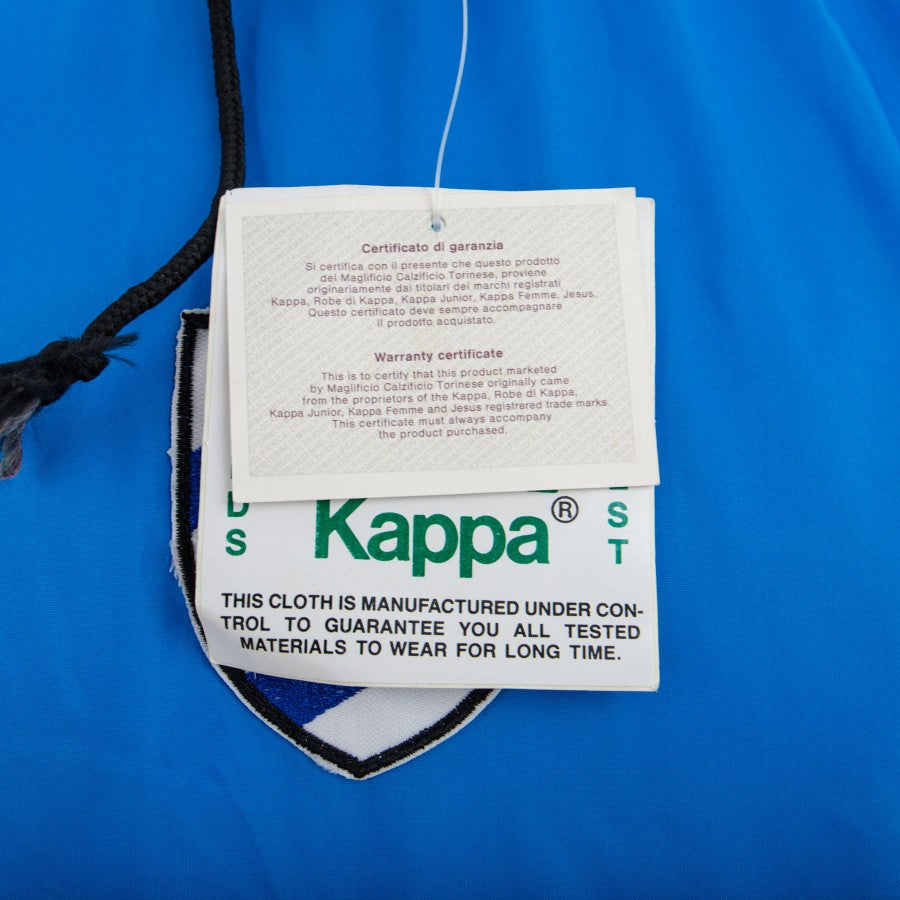 Certificato di garanzia
Si certifica con il presente che questo prodotto
del Maglificio Calzificio Torinese, proviene
originariamente dai titolari dei marchi registrati
Kappa, Robe di Kappa, Kappa Junior, Kappa Femme, Jesus.
Questo certificato deve sempre accompagnare
il prodotto acquistato.
Warranty certificate
This is to certify that this product marketed
by Maglificio Calzificio Torinese originally came
from the proprietors of the Kappa, Robe di Kappa,
Kappa Junior, Kappa Femme and Jesus registrered trade marks.
This certificate must always accompany
the product purchased.
DS
Kappa®
ST
THIS CLOTH IS MANUFACTURED UNDER CON-
TROL TO GUARANTEE YOU ALL TESTED
MATERIALS TO WEAR FOR LONG TIME.